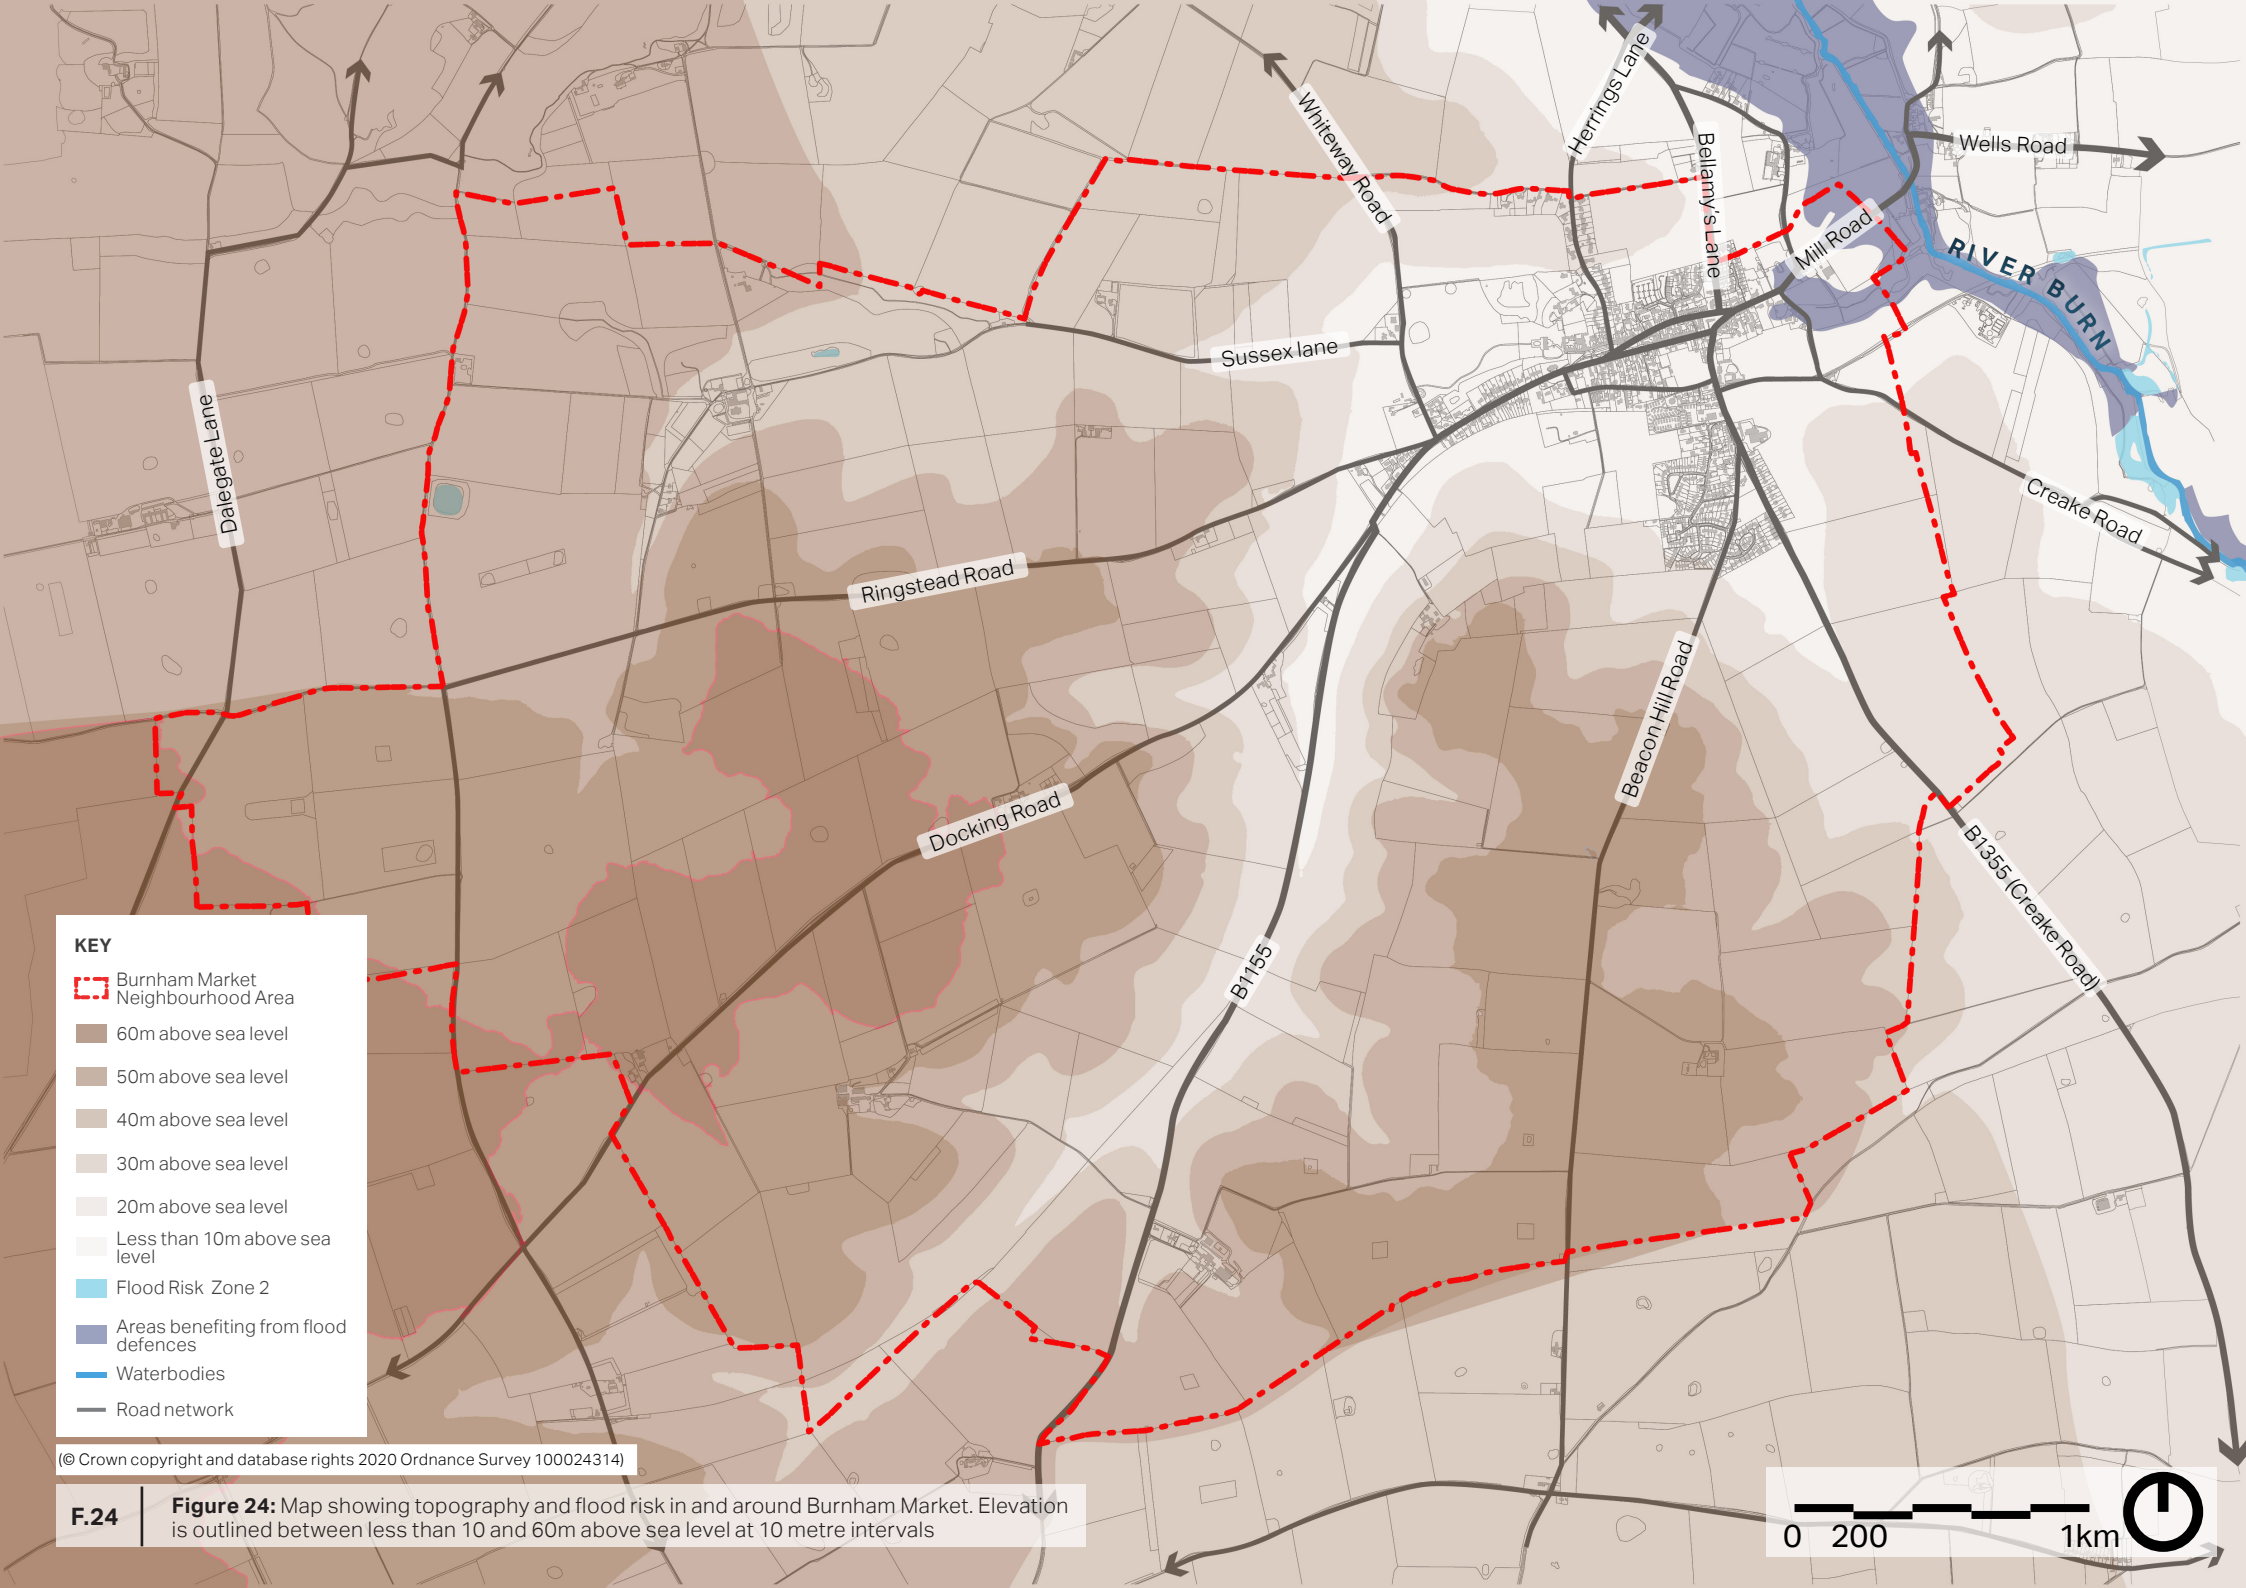 Herrings Lane
Whiteway Road
Bellamy's Lane
Wells Road
Mill Road
RIVER BURN
Sussex lane
Dalegate Lane
Creake Road
Ringstead Road
Beacon Hill Road
Docking Road
B1355 (Creake Road)
B1155
KEY
Burnham Market
Neighbourhood Area
60m above sea level
50m above sea level
40m above sea level
30m above sea level
20m above sea level
Less than 10m above sea
level
Flood Risk Zone 2
Areas benefiting from flood
defences
Waterbodies
Road network
(© Crown copyright and database rights 2020 Ordnance Survey 100024314)
F.24
Figure 24: Map showing topography and flood risk in and around Burnham Market. Elevation
is outlined between less than 10 and 60m above sea level at 10 metre intervals
0 200 1km